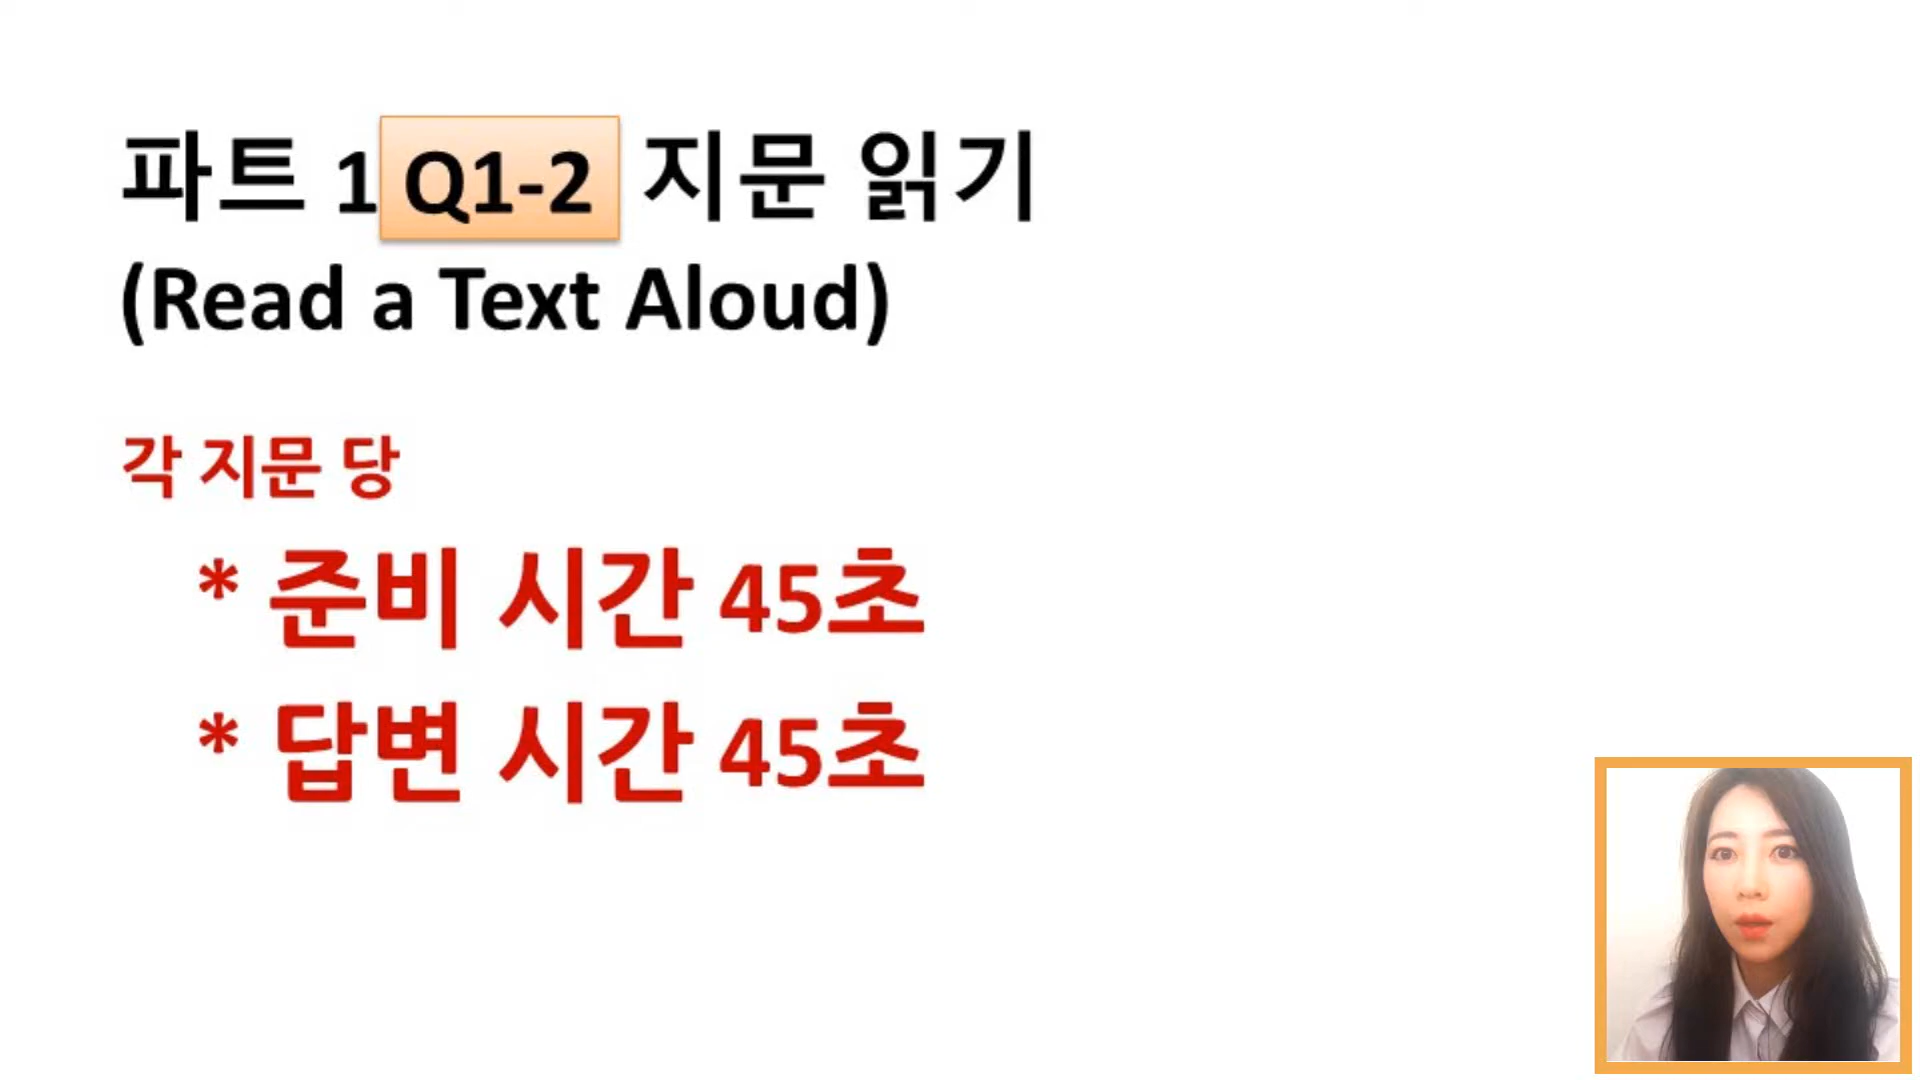 파트 1 Q1-2 지문 읽기
(Read a Text Aloud)
각 지문 당
* 준비 시간 45초
* 답변 시간 45초